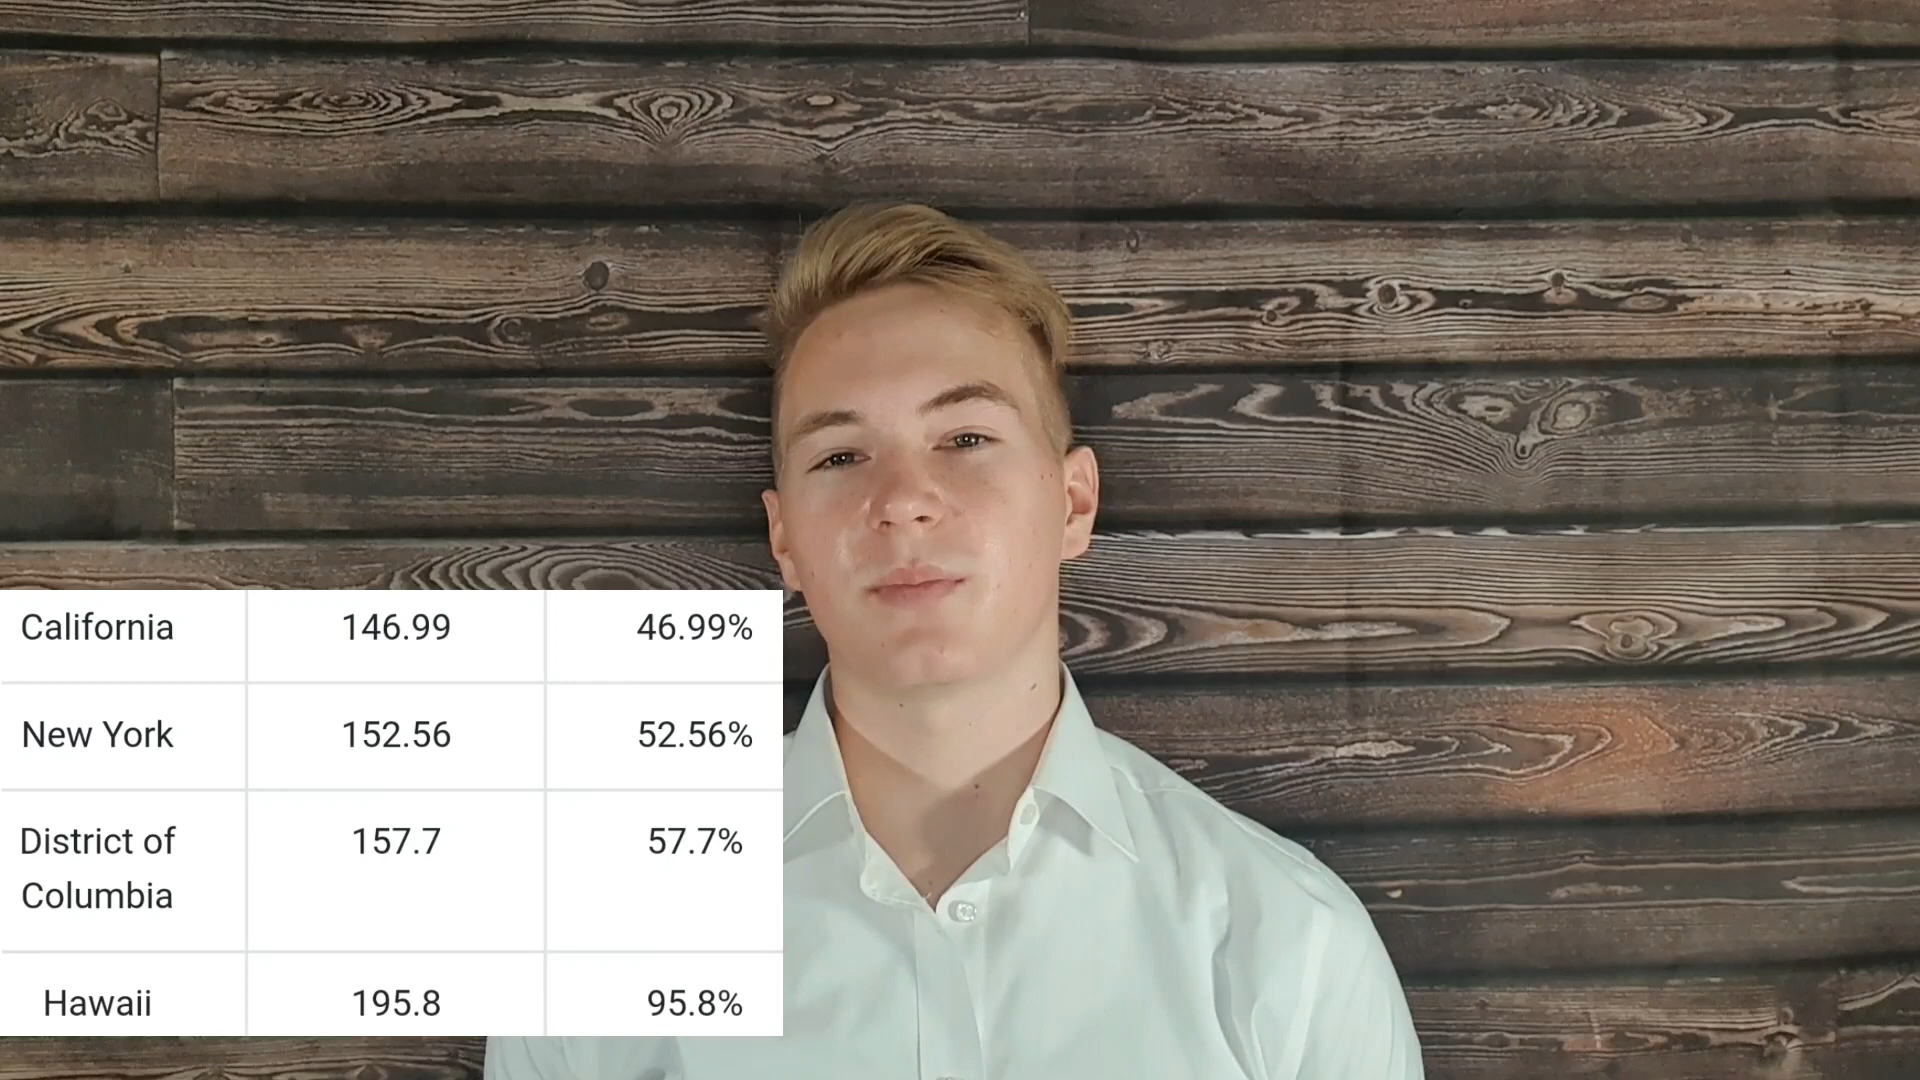 California 146.99 46.99%
New York 152.56 52.56%
District of 157.7 57.7%
Columbia
Hawaii 195.8 95.8%